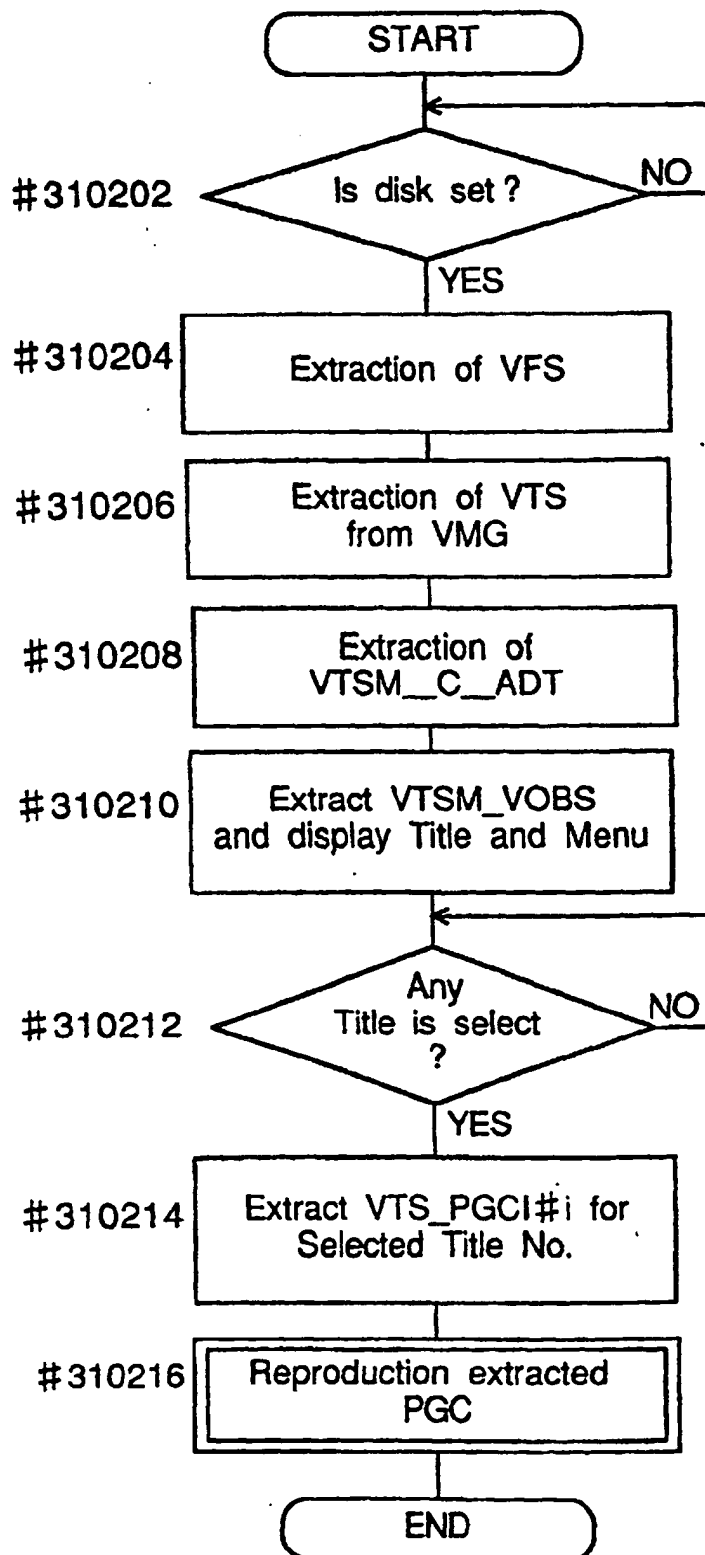 START
#310202
Is disk set ?
NO
YES
#310204
Extraction of VFS
#310206
Extraction of VTS
from VMG
#310208
Extraction of
VTSM__C__ADT
#310210
Extract VTSM_VOBS
and display Title and Menu
#310212
Any
Title is select
?
NO
YES
#310214
Extract VTS_PGCI#i for
Selected Title No.
#310216
Reproduction extracted
PGC
END